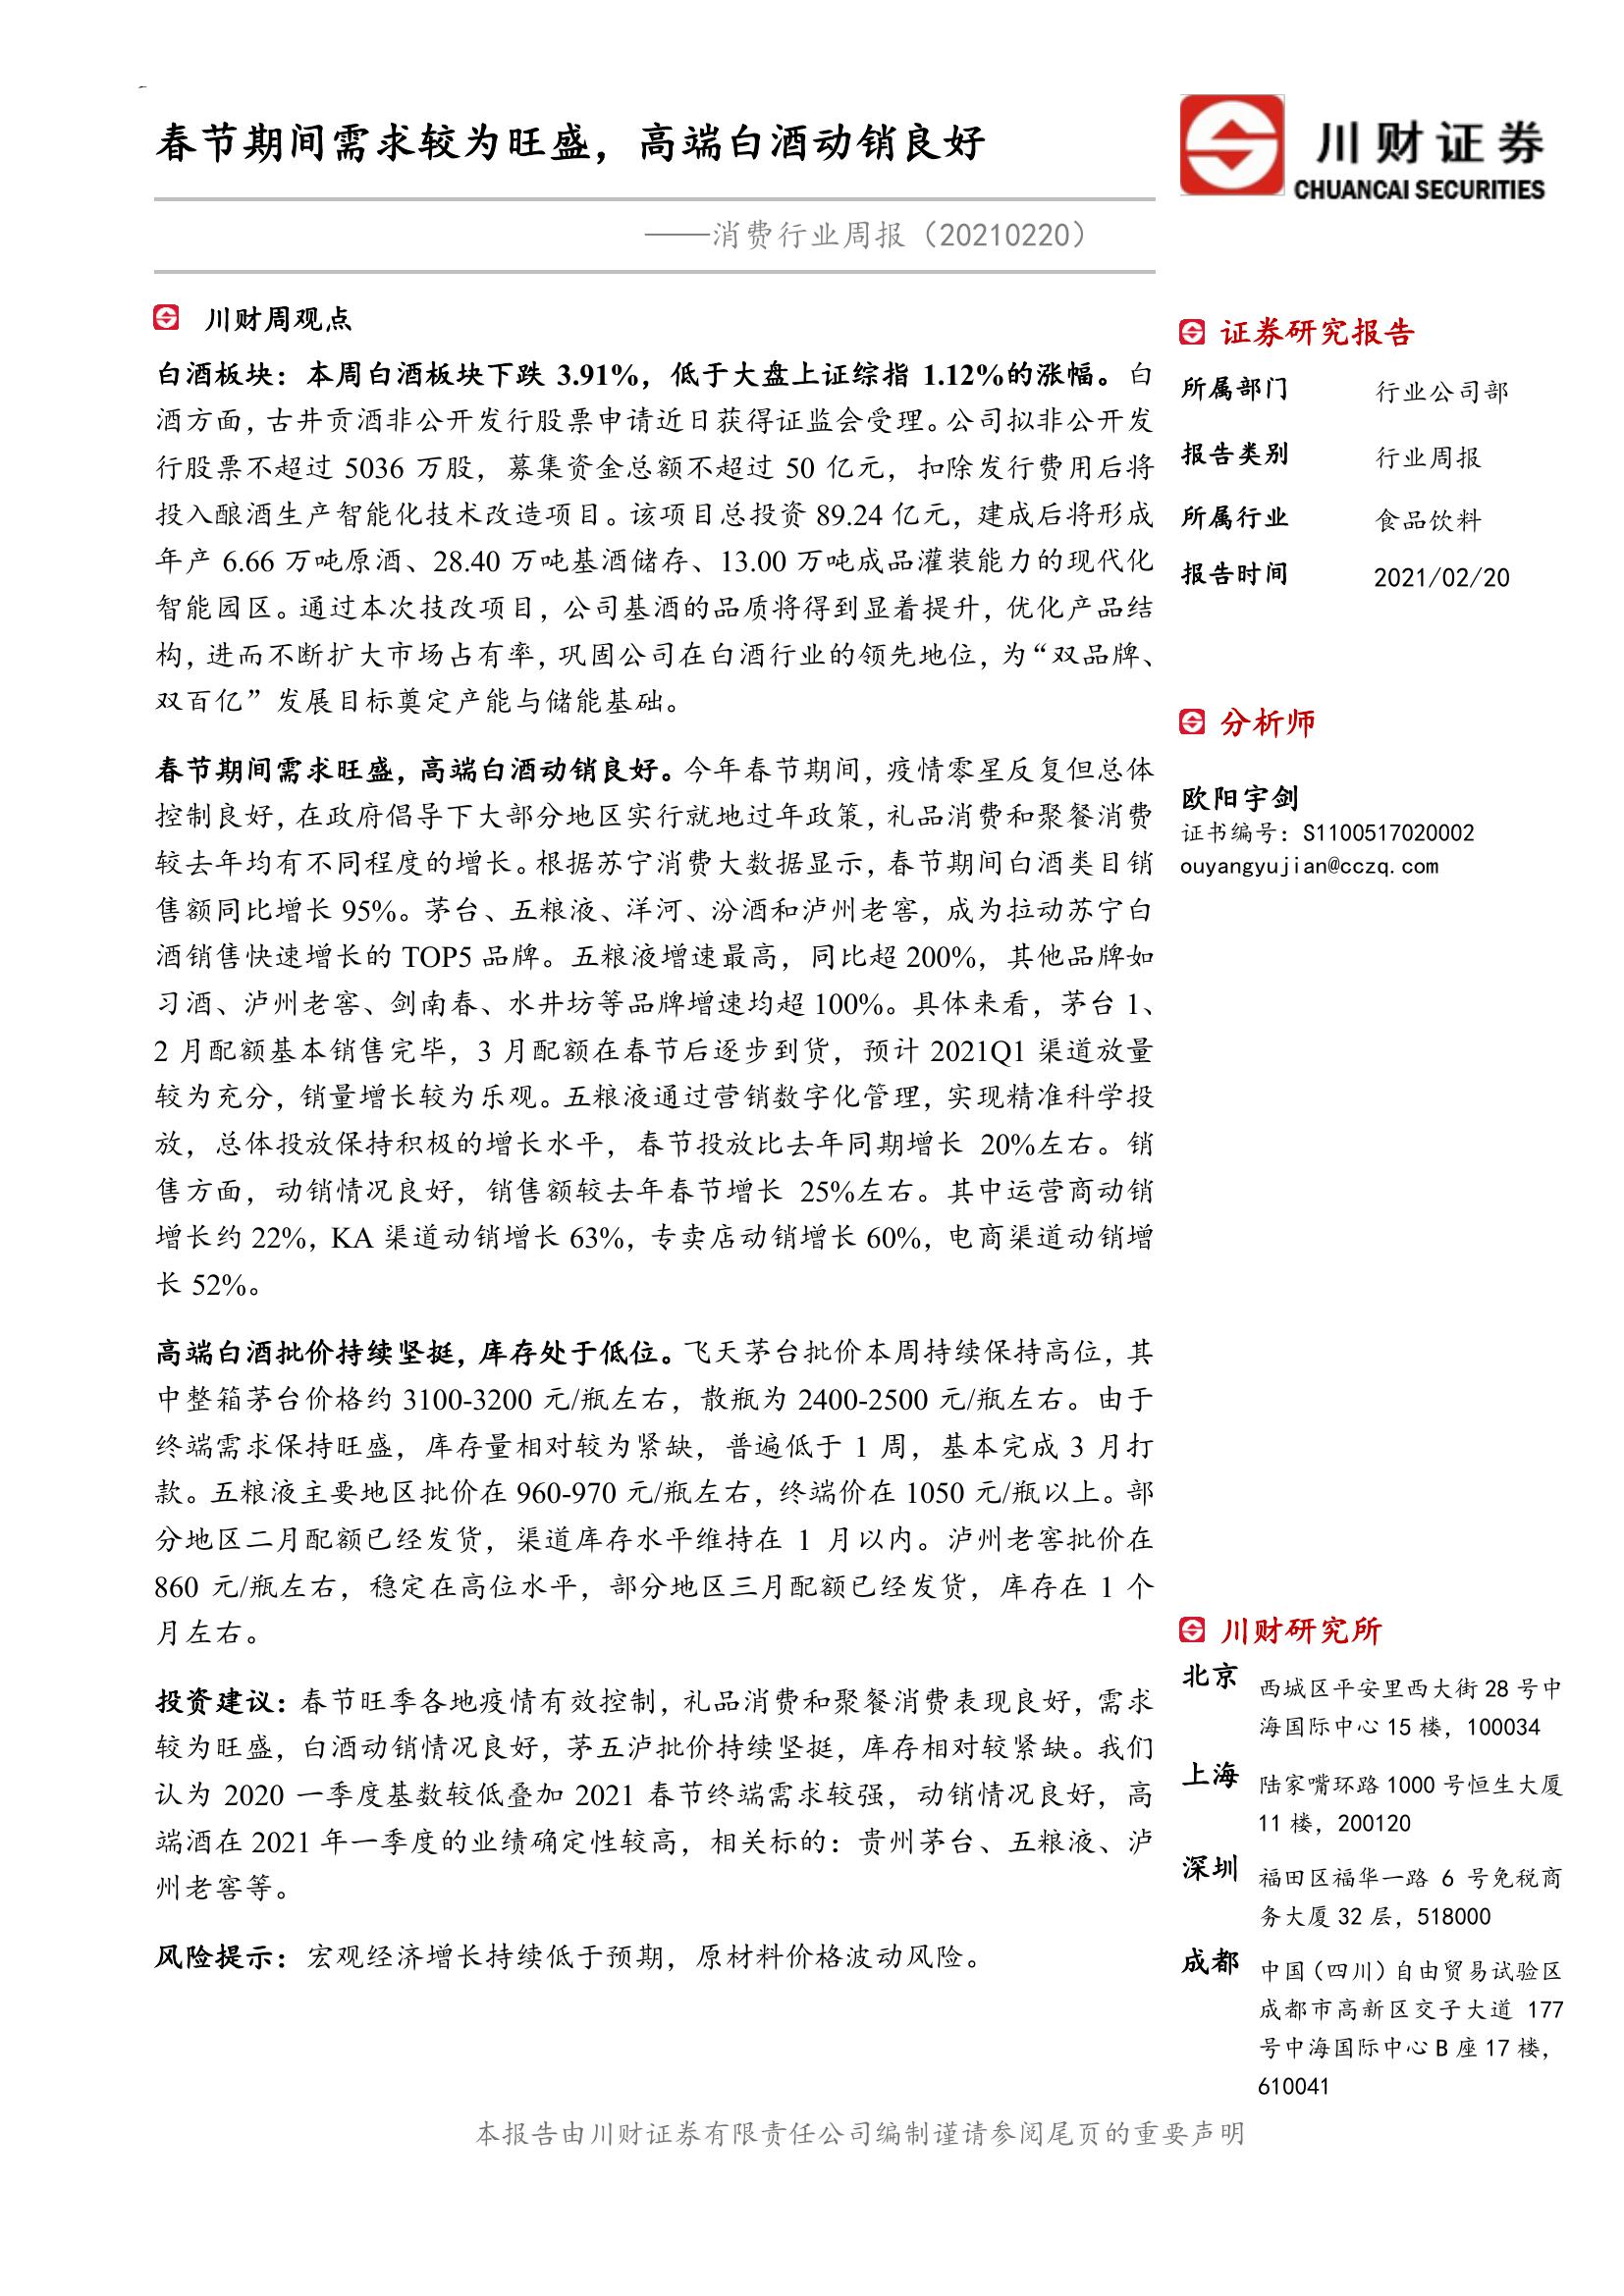 春节期间需求较为旺盛，高端白酒动销良好
川财证券
CHUANCAI SECURITIES
——消费行业周报（20210220）
川财周观点
白酒板块：本周白酒板块下跌 3.91%，低于大盘上证综指 1.12%的涨幅。白
酒方面，古井贡酒非公开发行股票申请近日获得证监会受理。公司拟非公开发
行股票不超过 5036 万股，募集资金总额不超过 50 亿元，扣除发行费用后将
投入酿酒生产智能化技术改造项目。该项目总投资 89.24 亿元，建成后将形成
年产 6.66 万吨原酒、28.40 万吨基酒储存、13.00 万吨成品灌装能力的现代化
智能园区。通过本次技改项目，公司基酒的品质将得到显着提升，优化产品结
构，进而不断扩大市场占有率，巩固公司在白酒行业的领先地位，为“双品牌、
双百亿”发展目标奠定产能与储能基础。
春节期间需求旺盛，高端白酒动销良好。今年春节期间，疫情零星反复但总体
控制良好，在政府倡导下大部分地区实行就地过年政策，礼品消费和聚餐消费
较去年均有不同程度的增长。根据苏宁消费大数据显示，春节期间白酒类目销
售额同比增长 95%。茅台、五粮液、洋河、汾酒和泸州老窖，成为拉动苏宁白
酒销售快速增长的 TOP5 品牌。五粮液增速最高，同比超 200%，其他品牌如
习酒、泸州老窖、剑南春、水井坊等品牌增速均超 100%。具体来看，茅台 1、
2 月配额基本销售完毕，3 月配额在春节后逐步到货，预计 2021Q1 渠道放量
较为充分，销量增长较为乐观。五粮液通过营销数字化管理，实现精准科学投
放，总体投放保持积极的增长水平，春节投放比去年同期增长 20%左右。销
售方面，动销情况良好，销售额较去年春节增长 25%左右。其中运营商动销
增长约 22%，KA 渠道动销增长 63%，专卖店动销增长 60%，电商渠道动销增
长 52%。
高端白酒批价持续坚挺，库存处于低位。飞天茅台批价本周持续保持高位，其
中整箱茅台价格约 3100-3200 元/瓶左右，散瓶为 2400-2500 元/瓶左右。由于
终端需求保持旺盛，库存量相对较为紧缺，普遍低于 1 周，基本完成 3 月打
款。五粮液主要地区批价在 960-970 元/瓶左右，终端价在 1050 元/瓶以上。部
分地区二月配额已经发货，渠道库存水平维持在 1 月以内。泸州老窖批价在
860 元/瓶左右，稳定在高位水平，部分地区三月配额已经发货，库存在 1 个
月左右。
投资建议：春节旺季各地疫情有效控制，礼品消费和聚餐消费表现良好，需求
较为旺盛，白酒动销情况良好，茅五泸批价持续坚挺，库存相对较紧缺。我们
认为 2020 一季度基数较低叠加 2021 春节终端需求较强，动销情况良好，高
端酒在 2021 年一季度的业绩确定性较高，相关标的：贵州茅台、五粮液、泸
州老窖等。
风险提示：宏观经济增长持续低于预期，原材料价格波动风险。
证券研究报告
所属部门 行业公司部
报告类别 行业周报
所属行业 食品饮料
报告时间 2021/02/20
分析师
欧阳宇剑
证书编号：S1100517020002
ouyangyujian@cczq.com
川财研究所
北京 西城区平安里西大街 28 号中
海国际中心 15 楼，100034
上海 陆家嘴环路 1000 号恒生大厦
11 楼，200120
深圳 福田区福华一路 6 号免税商
务大厦 32 层，518000
成都 中国（四川）自由贸易试验区
成都市高新区交子大道 177
号中海国际中心 B 座 17 楼，
610041
本报告由川财证券有限责任公司编制谨请参阅尾页的重要声明